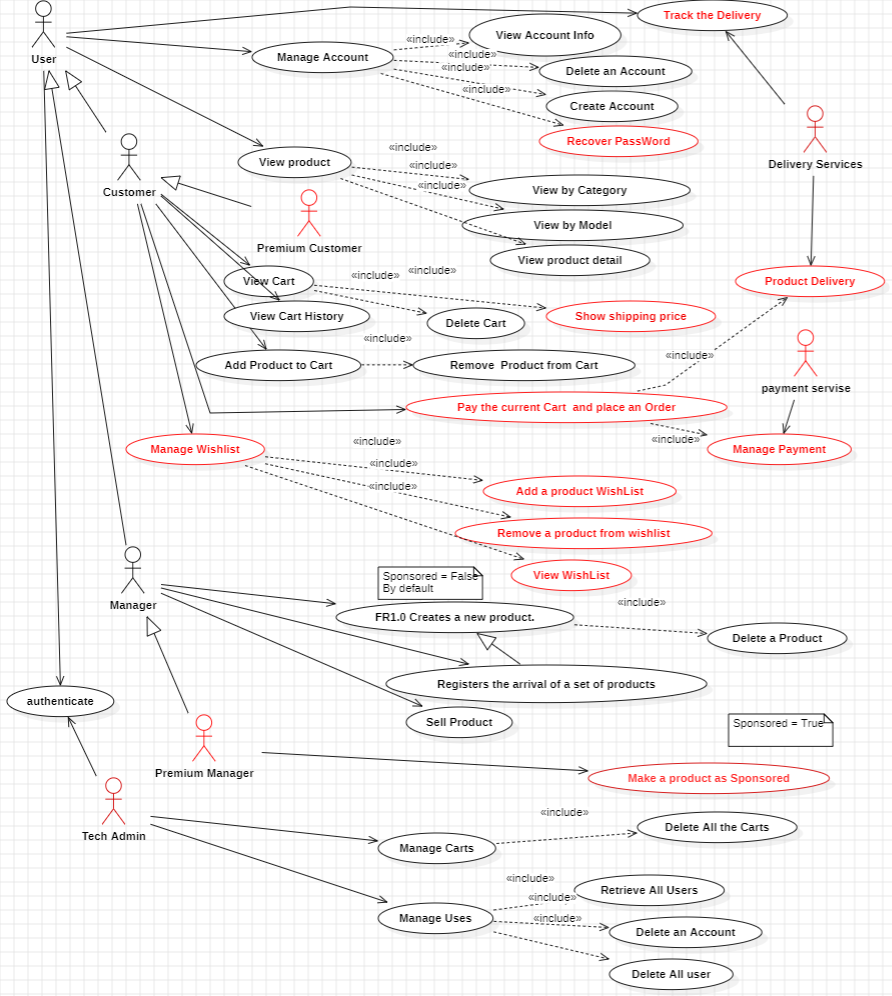 Track the Delivery
«include»
View Account Info
User
Manage Account
«include»
«include»
Delete an Account
«include»
Create Account
Recover PassWord
«include»
View product
«include»
Delivery Services
«include»
Customer
View by Category
View by Model
Premium Customer
View product detail
«include»
«include»
View Cart
Product Delivery
View Cart History
Delete Cart
Show shipping price
«include»
«include»
Add Product to Cart
Remove  Product from Cart
payment servise
Pay the current Cart  and place an Order
«include»
«include»
Manage Wishlist
Manage Payment
«include»
«include»
Add a product WishList
Remove a product from wishlist
Sponsored = False
By default
View WishList
Manager
«include»
FR1.0 Creates a new product.
Delete a Product
Registers the arrival of a set of products
authenticate
Sell Product
Sponsored = True
Premium Manager
Make a product as Sponsored
«include»
Tech Admin
Delete All the Carts
Manage Carts
«include»
Retrieve All Users
«include»
Manage Uses
«include»
Delete an Account
Delete All user